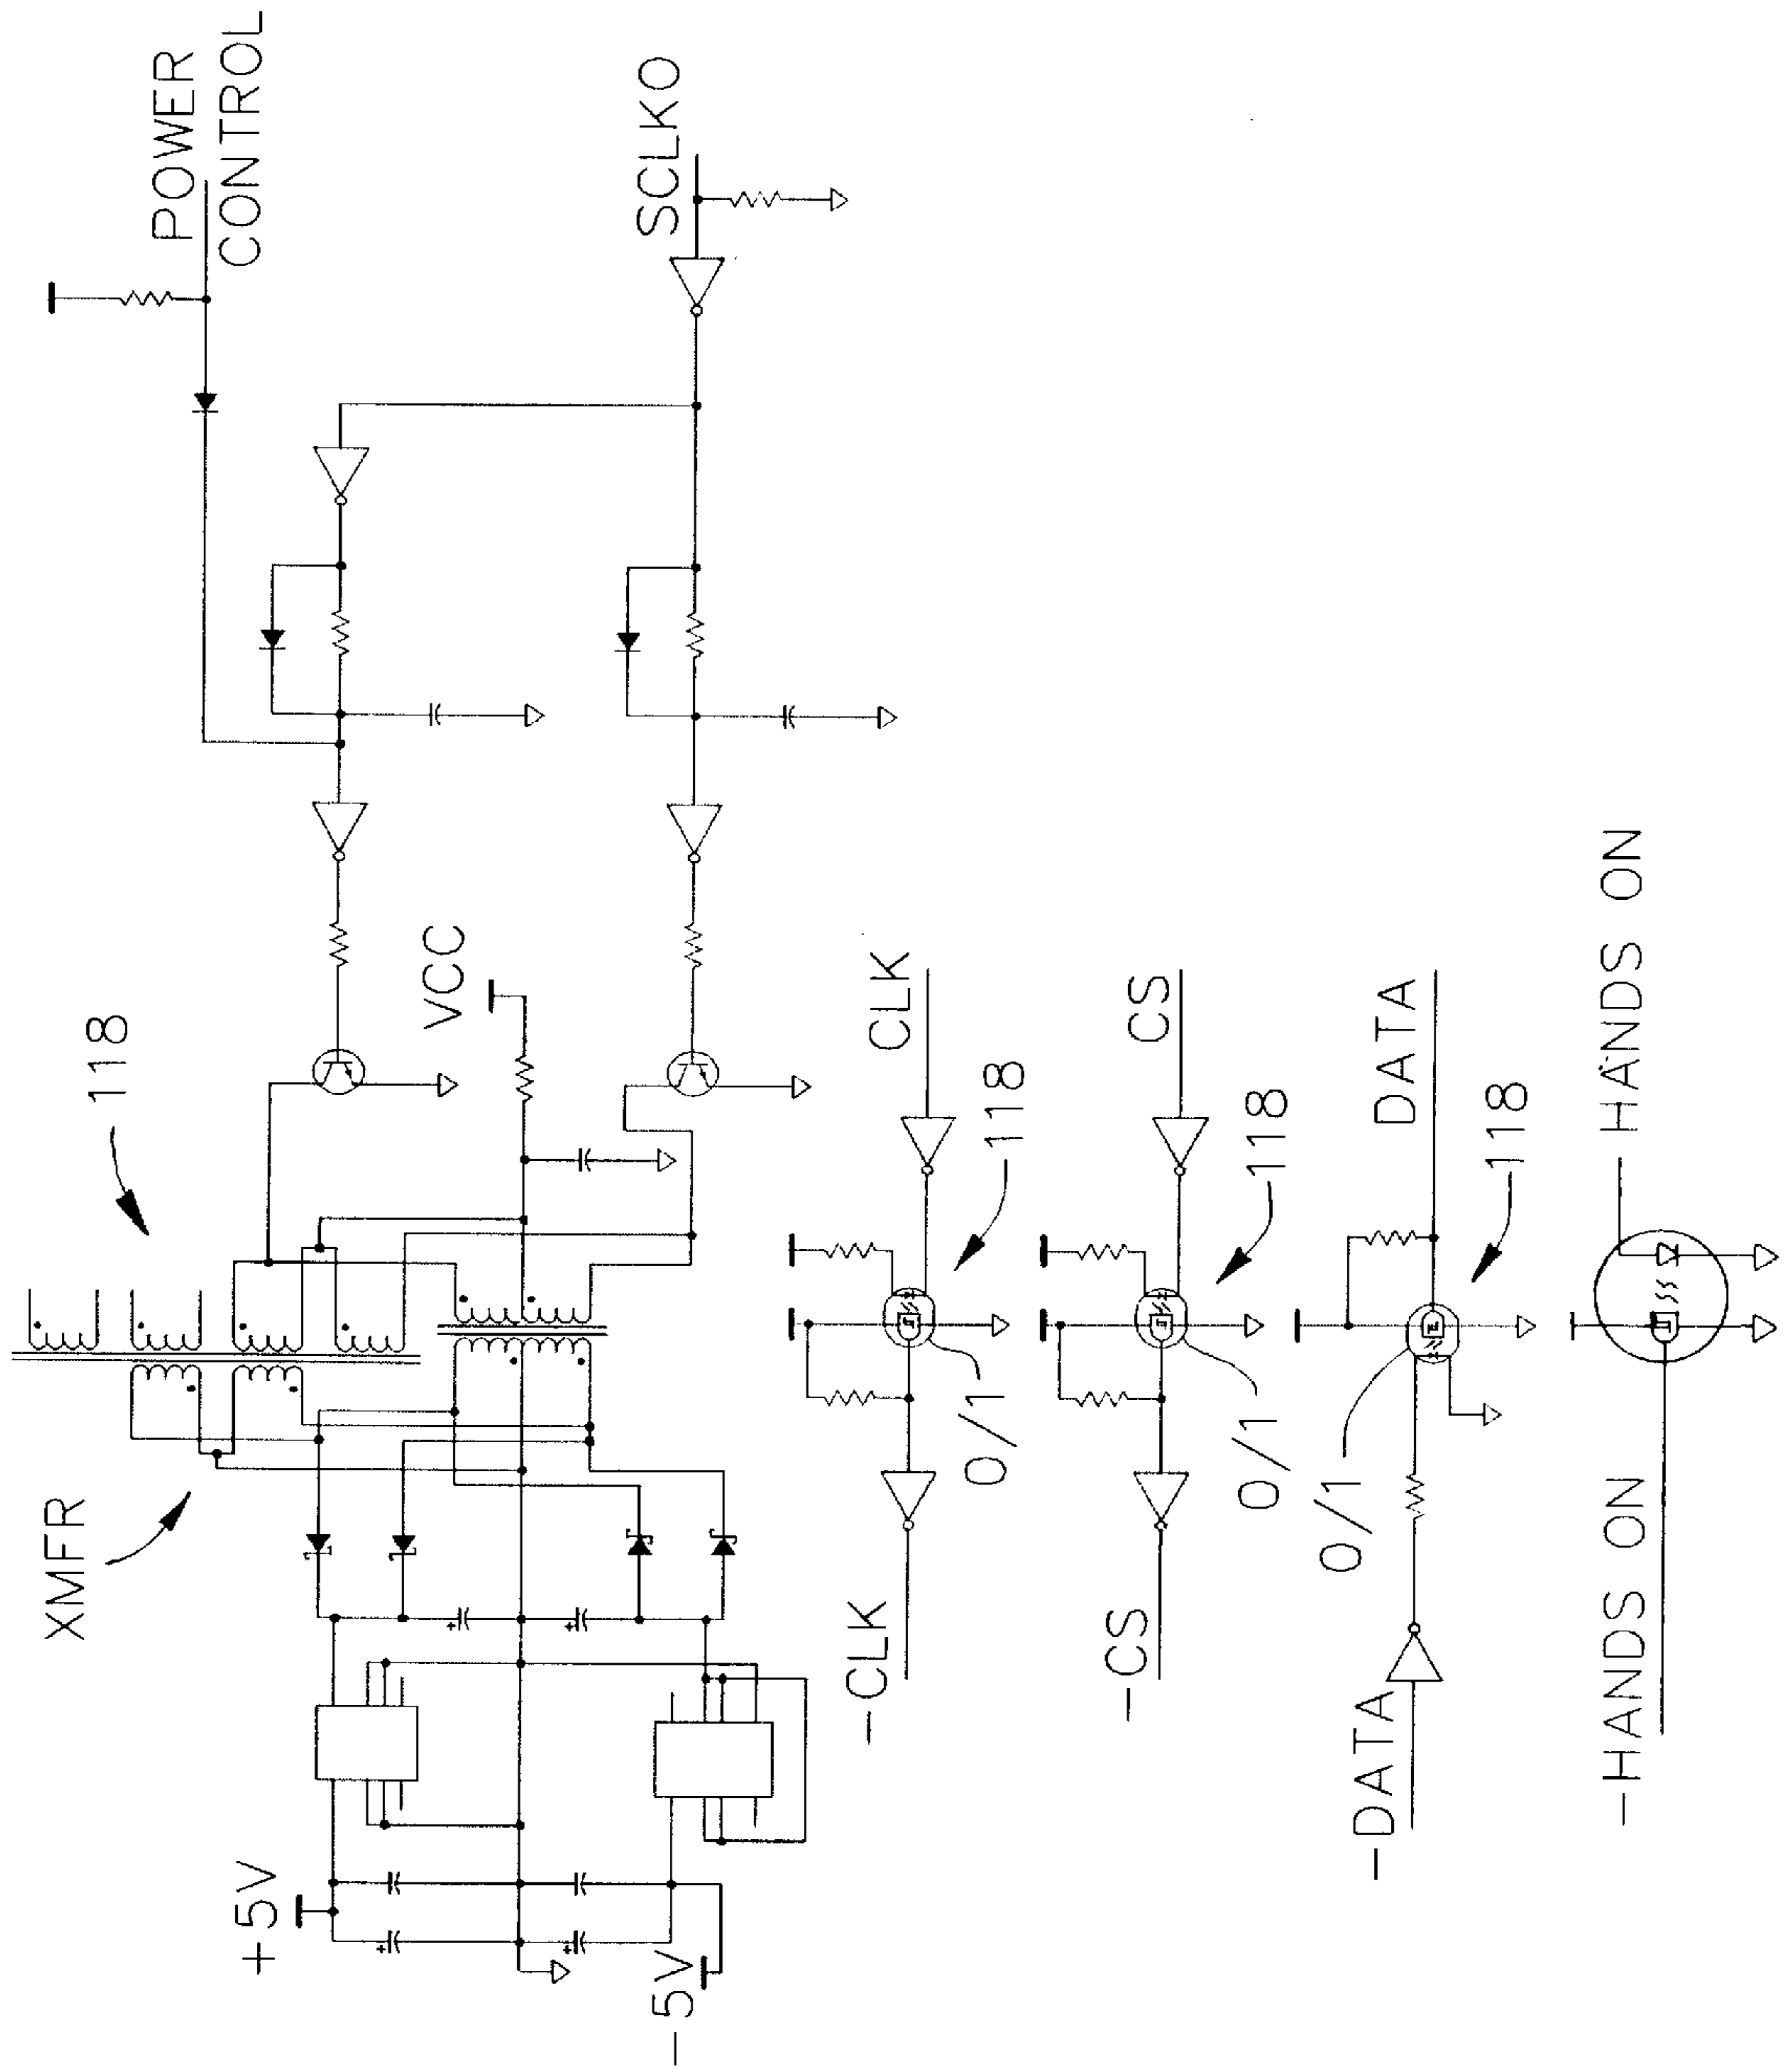 POWER
CONTROL
SCLKO
118
VCC
XMFR
+5V
-5V
CLK
118
0/1
-CLK
CS
118
0/1
-CS
DATA
118
0/1
-DATA
HANDS ON
-HANDS ON